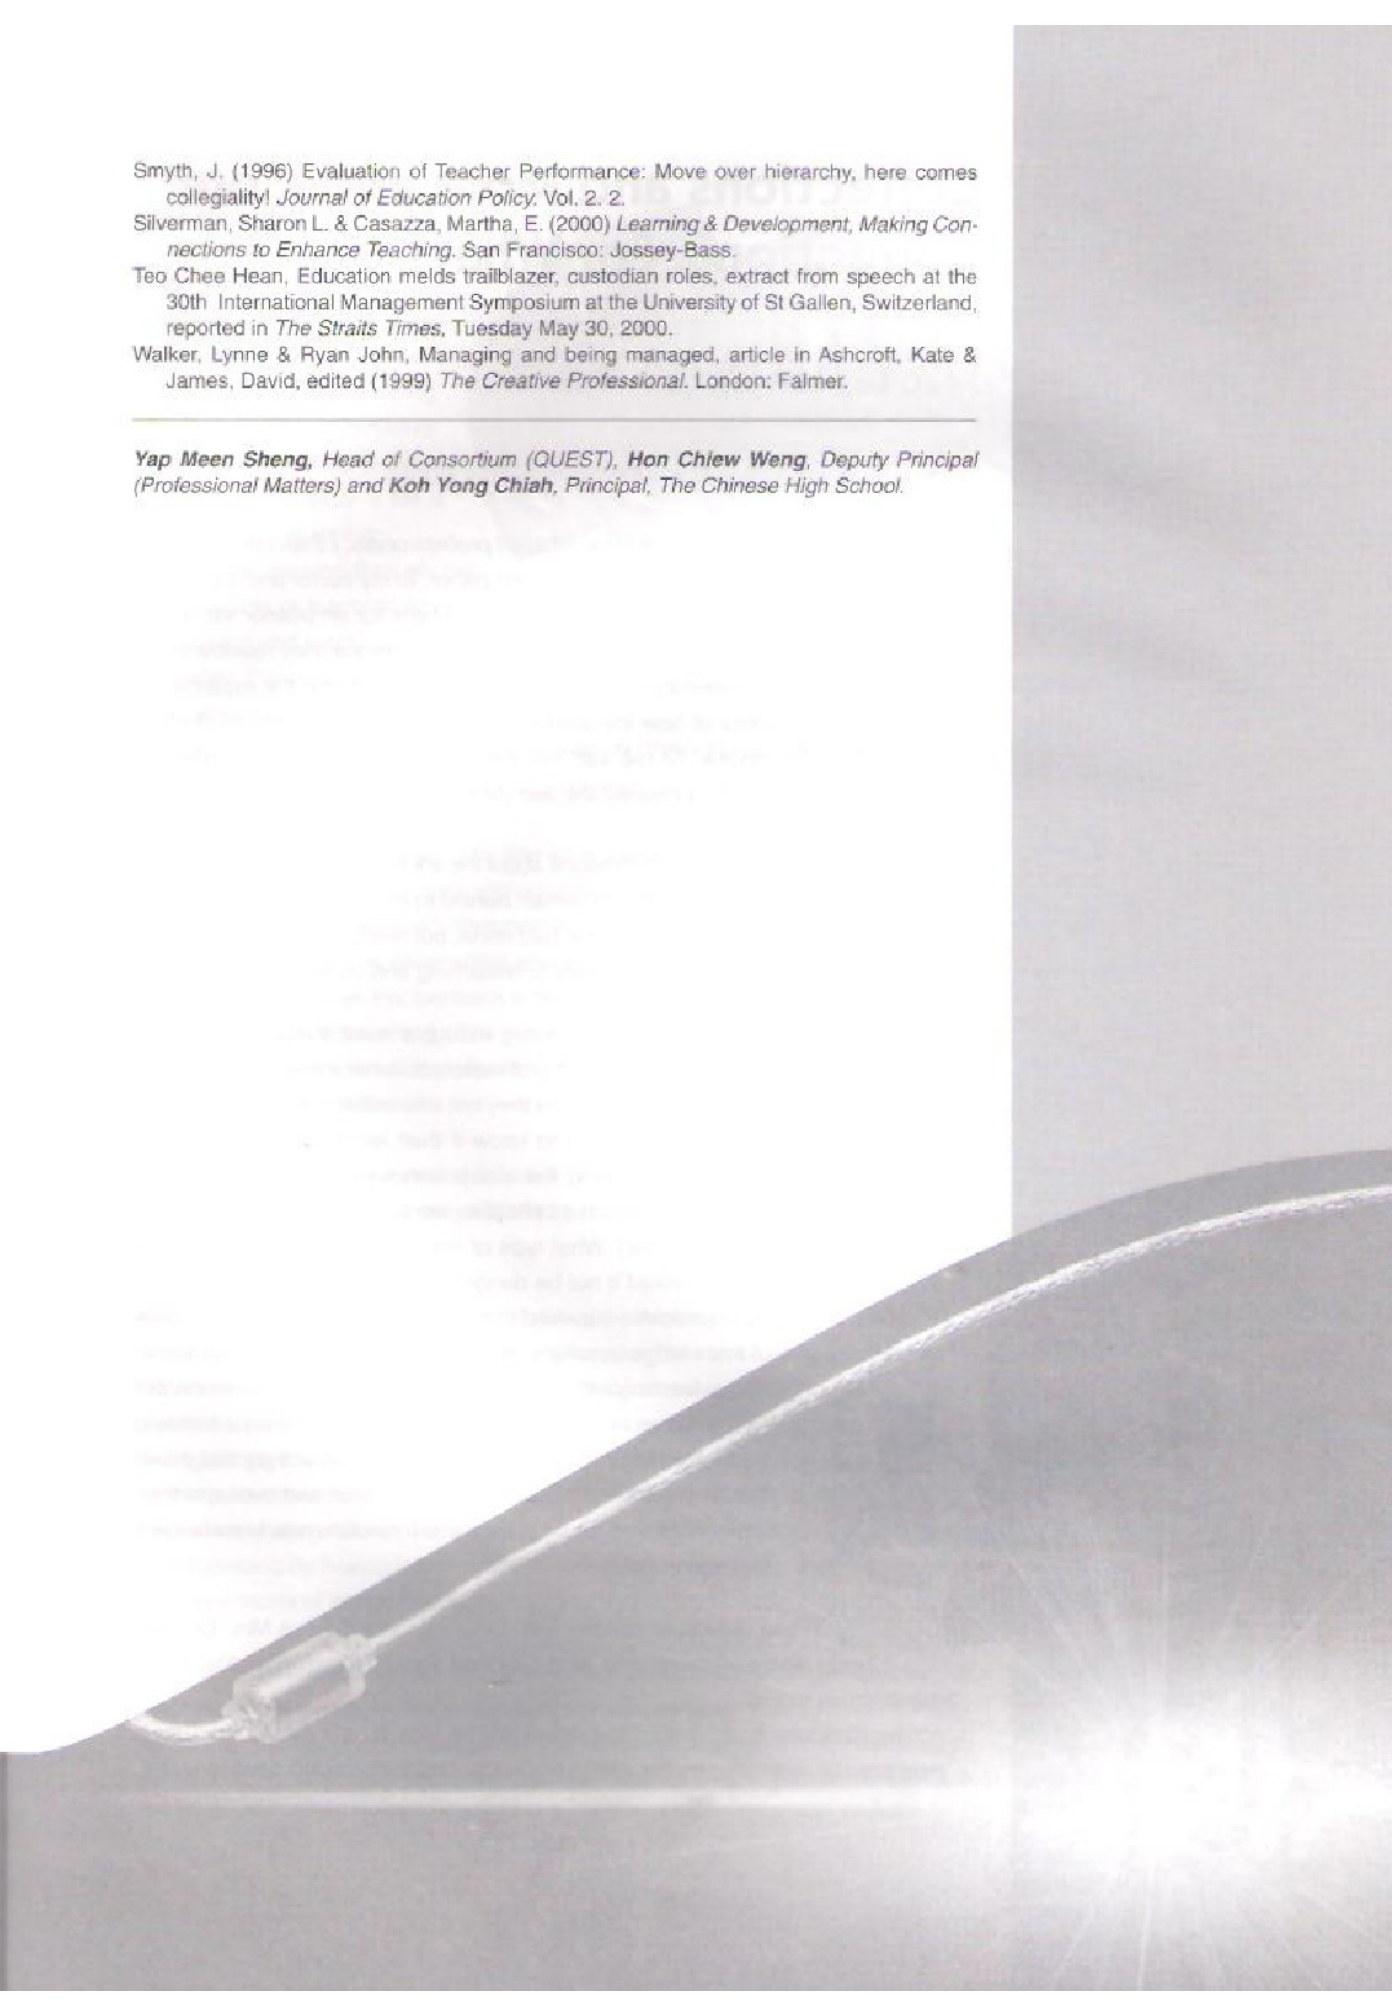 Smyth, J. (1996) Evaluation of Teacher Performance: Move over hierarchy, here comes
collegiality! Journal of Education Policy. Vol. 2. 2.
Silverman, Sharon L. & Casazza, Martha, E. (2000) Learning & Development, Making Con-
nections to Enhance Teaching. San Francisco: Jossey-Bass.
Teo Chee Hean, Education melds trailblazer, custodian roles, extract from speech at the
30th International Management Symposium at the University of St Gallen, Switzerland,
reported in The Straits Times, Tuesday May 30, 2000.
Walker, Lynne & Ryan John, Managing and being managed, article in Ashcroft, Kate &
James, David, edited (1999) The Creative Professional. London: Falmer.
Yap Meen Sheng, Head of Consortium (QUEST), Hon Chiew Weng, Deputy Principal
(Professional Matters) and Koh Yong Chiah, Principal, The Chinese High School.